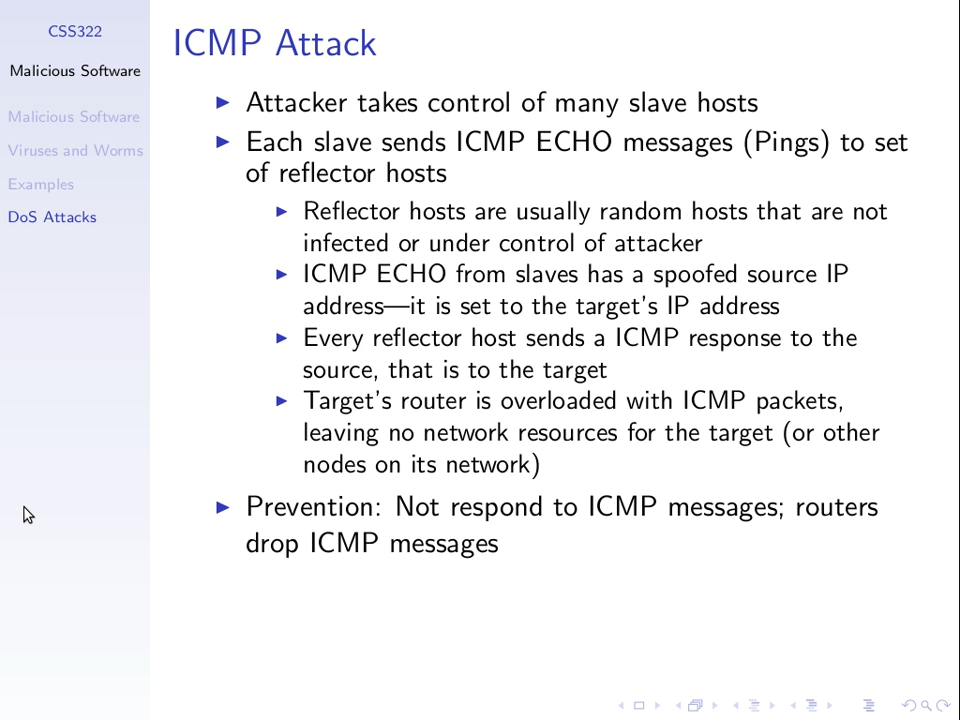 CSS322
Malicious Software
Malicious Software
Viruses and Worms
Examples
DoS Attacks
ICMP Attack
Attacker takes control of many slave hosts
Each slave sends ICMP ECHO messages (Pings) to set
of reflector hosts
Reflector hosts are usually random hosts that are not
infected or under control of attacker
ICMP ECHO from slaves has a spoofed source IP
address—it is set to the target's IP address
Every reflector host sends a ICMP response to the
source, that is to the target
Target's router is overloaded with ICMP packets,
leaving no network resources for the target (or other
nodes on its network)
Prevention: Not respond to ICMP messages; routers
drop ICMP messages